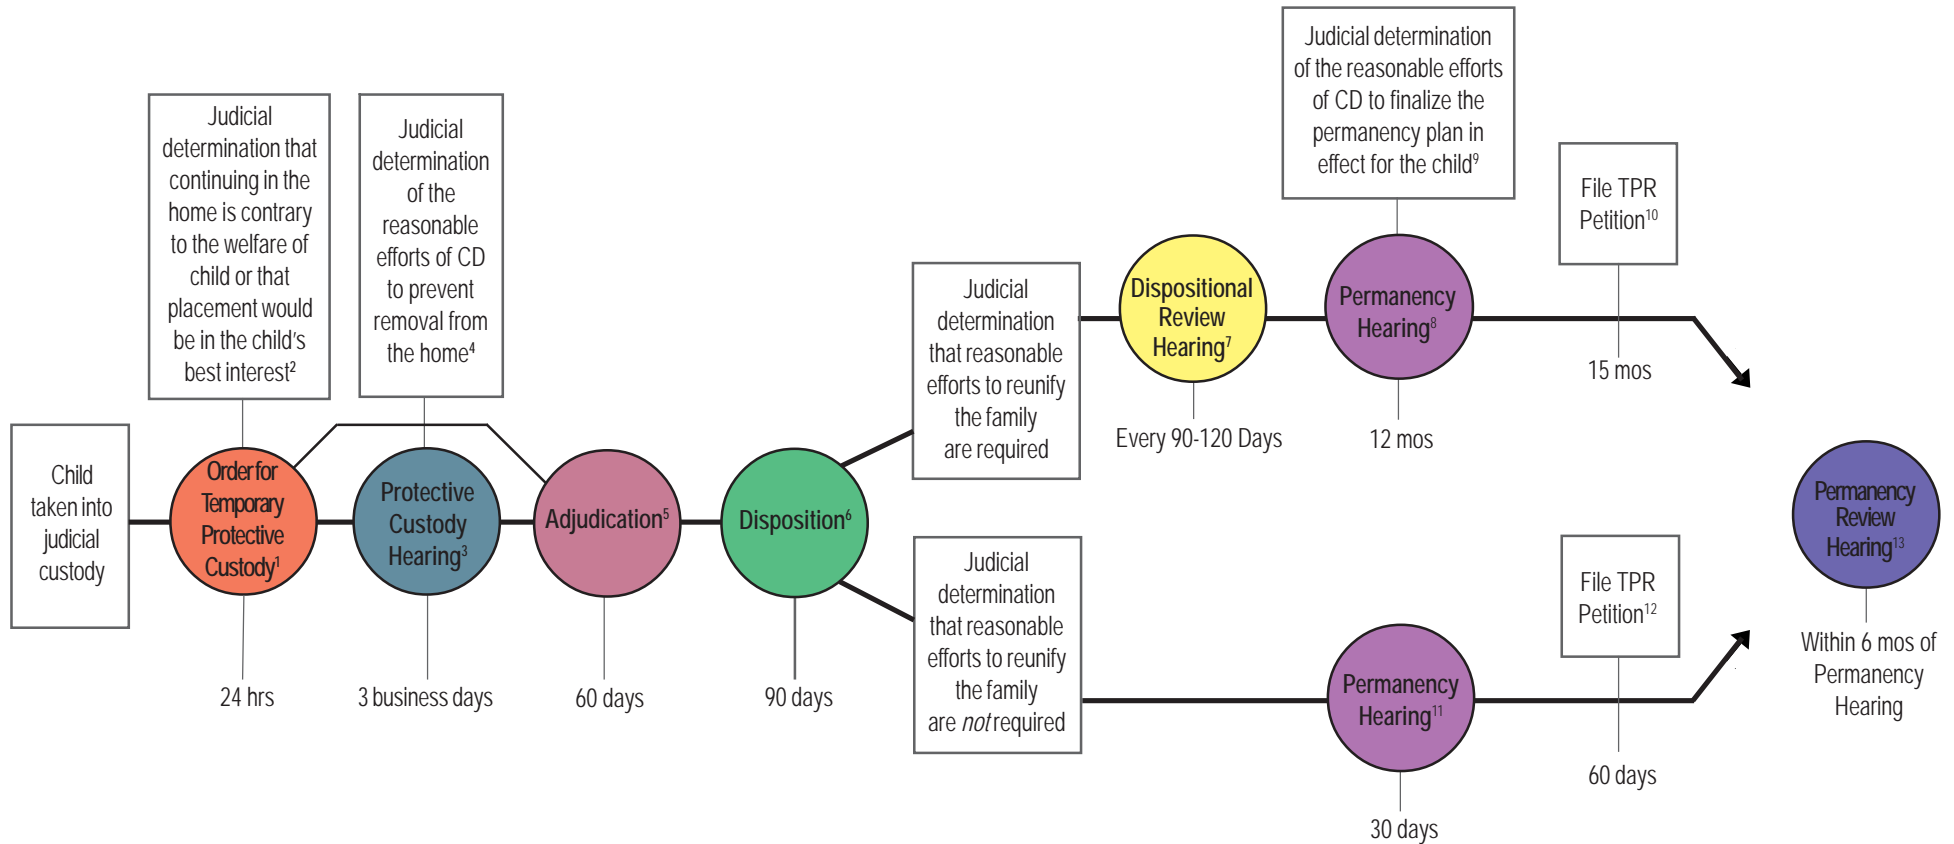 Child
taken into
judicial
custody
Judicial
determination that
continuing in the
home is contrary
to the welfare of
child or that
placement would
be in the child's
best interest²
Order for
Temporary
Protective
Custody¹
24 hrs
Judicial
determination
of the
reasonable
efforts of CD
to prevent
removal from
the home⁴
Protective
Custody
Hearing³
3 business days
Adjudication⁵
60 days
Disposition⁶
90 days
Judicial
determination
that reasonable
efforts to reunify
the family
are required
Dispositional
Review
Hearing⁷
Every 90-120 Days
Judicial determination
of the reasonable efforts
of CD to finalize the
permanency plan in
effect for the child⁹
Permanency
Hearing⁸
12 mos
File TPR
Petition¹⁰
15 mos
Judicial
determination
that reasonable
efforts to reunify
the family
are not required
Permanency
Hearing¹¹
30 days
File TPR
Petition¹²
60 days
Permanency
Review
Hearing¹³
Within 6 mos of
Permanency
Hearing